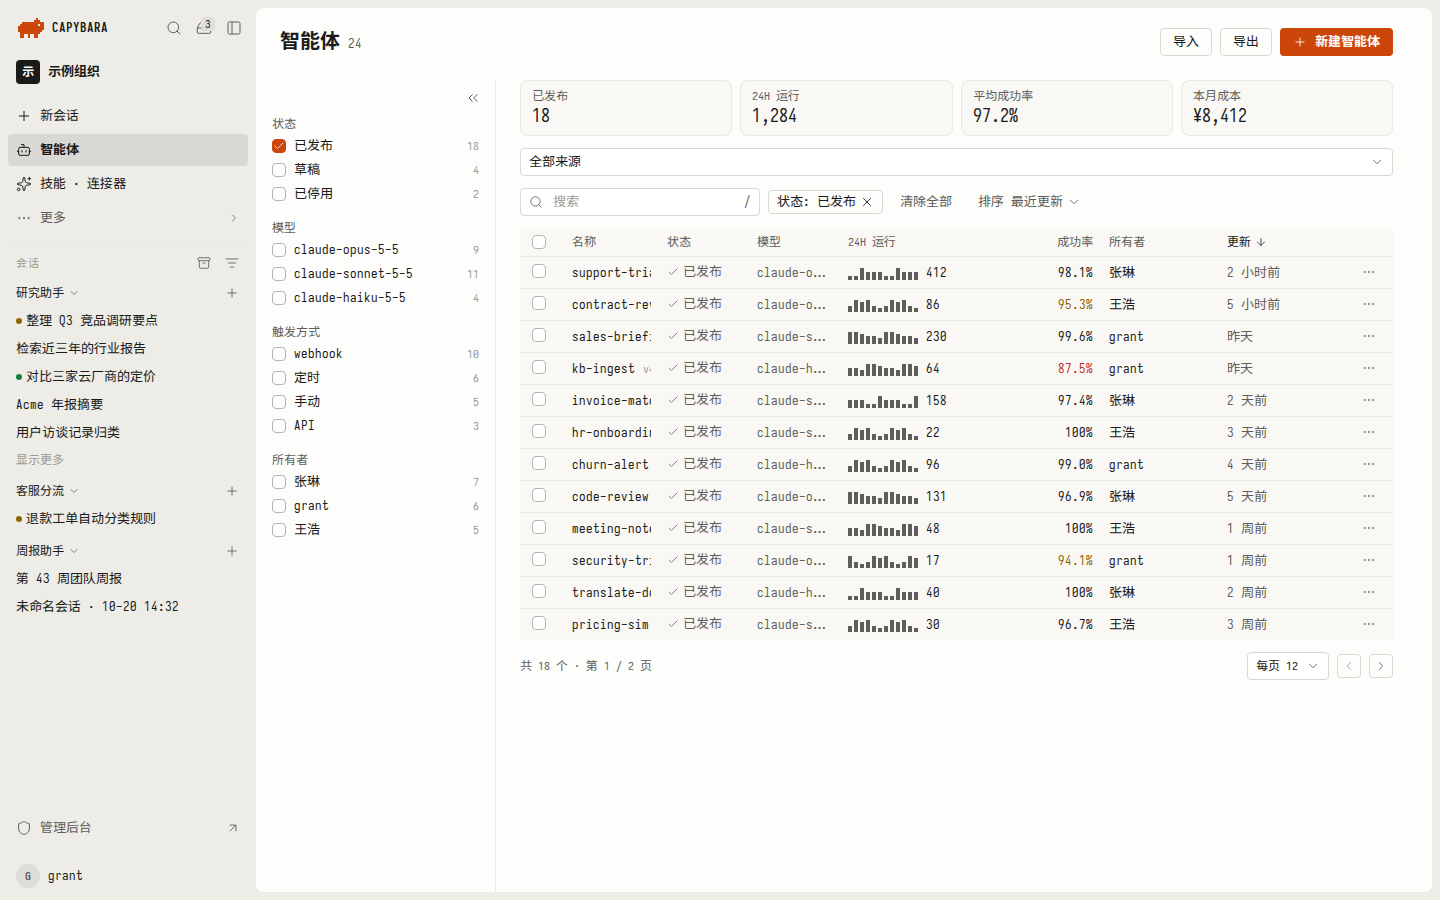 CAPYBARA
3
示 示例组织
新会话
智能体
技能 · 连接器
更多
会话
研究助手
整理 Q3 竞品调研要点
检索近三年的行业报告
对比三家云厂商的定价
Acme 年报摘要
用户访谈记录归类
显示更多
客服分流
退款工单自动分类规则
周报助手
第 43 周团队周报
未命名会话 · 10-20 14:32
管理后台
G grant
智能体 24
导入
导出
新建智能体
状态
已发布 18
草稿 4
已停用 2
模型
claude-opus-5-5 9
claude-sonnet-5-5 11
claude-haiku-5-5 4
触发方式
webhook 10
定时 6
手动 5
API 3
所有者
张琳 7
grant 6
王浩 5
已发布
18
24H 运行
1,284
平均成功率
97.2%
本月成本
¥8,412
全部来源
搜索 /
状态: 已发布
清除全部
排序 最近更新
名称 状态 模型 24H 运行 成功率 所有者 更新
support-tria 已发布 claude-o... 412 98.1% 张琳 2 小时前
contract-rev 已发布 claude-o... 86 95.3% 王浩 5 小时前
sales-briefi 已发布 claude-s... 230 99.6% grant 昨天
kb-ingest 已发布 claude-h... 64 87.5% grant 昨天
invoice-matc 已发布 claude-s... 158 97.4% 张琳 2 天前
hr-onboardin 已发布 claude-s... 22 100% 王浩 3 天前
churn-alert 已发布 claude-h... 96 99.0% grant 4 天前
code-review 已发布 claude-o... 131 96.9% 张琳 5 天前
meeting-note 已发布 claude-s... 48 100% 王浩 1 周前
security-tri 已发布 claude-o... 17 94.1% grant 1 周前
translate-do 已发布 claude-h... 40 100% 张琳 2 周前
pricing-sim 已发布 claude-s... 30 96.7% 王浩 3 周前
共 18 个 · 第 1 / 2 页
每页 12